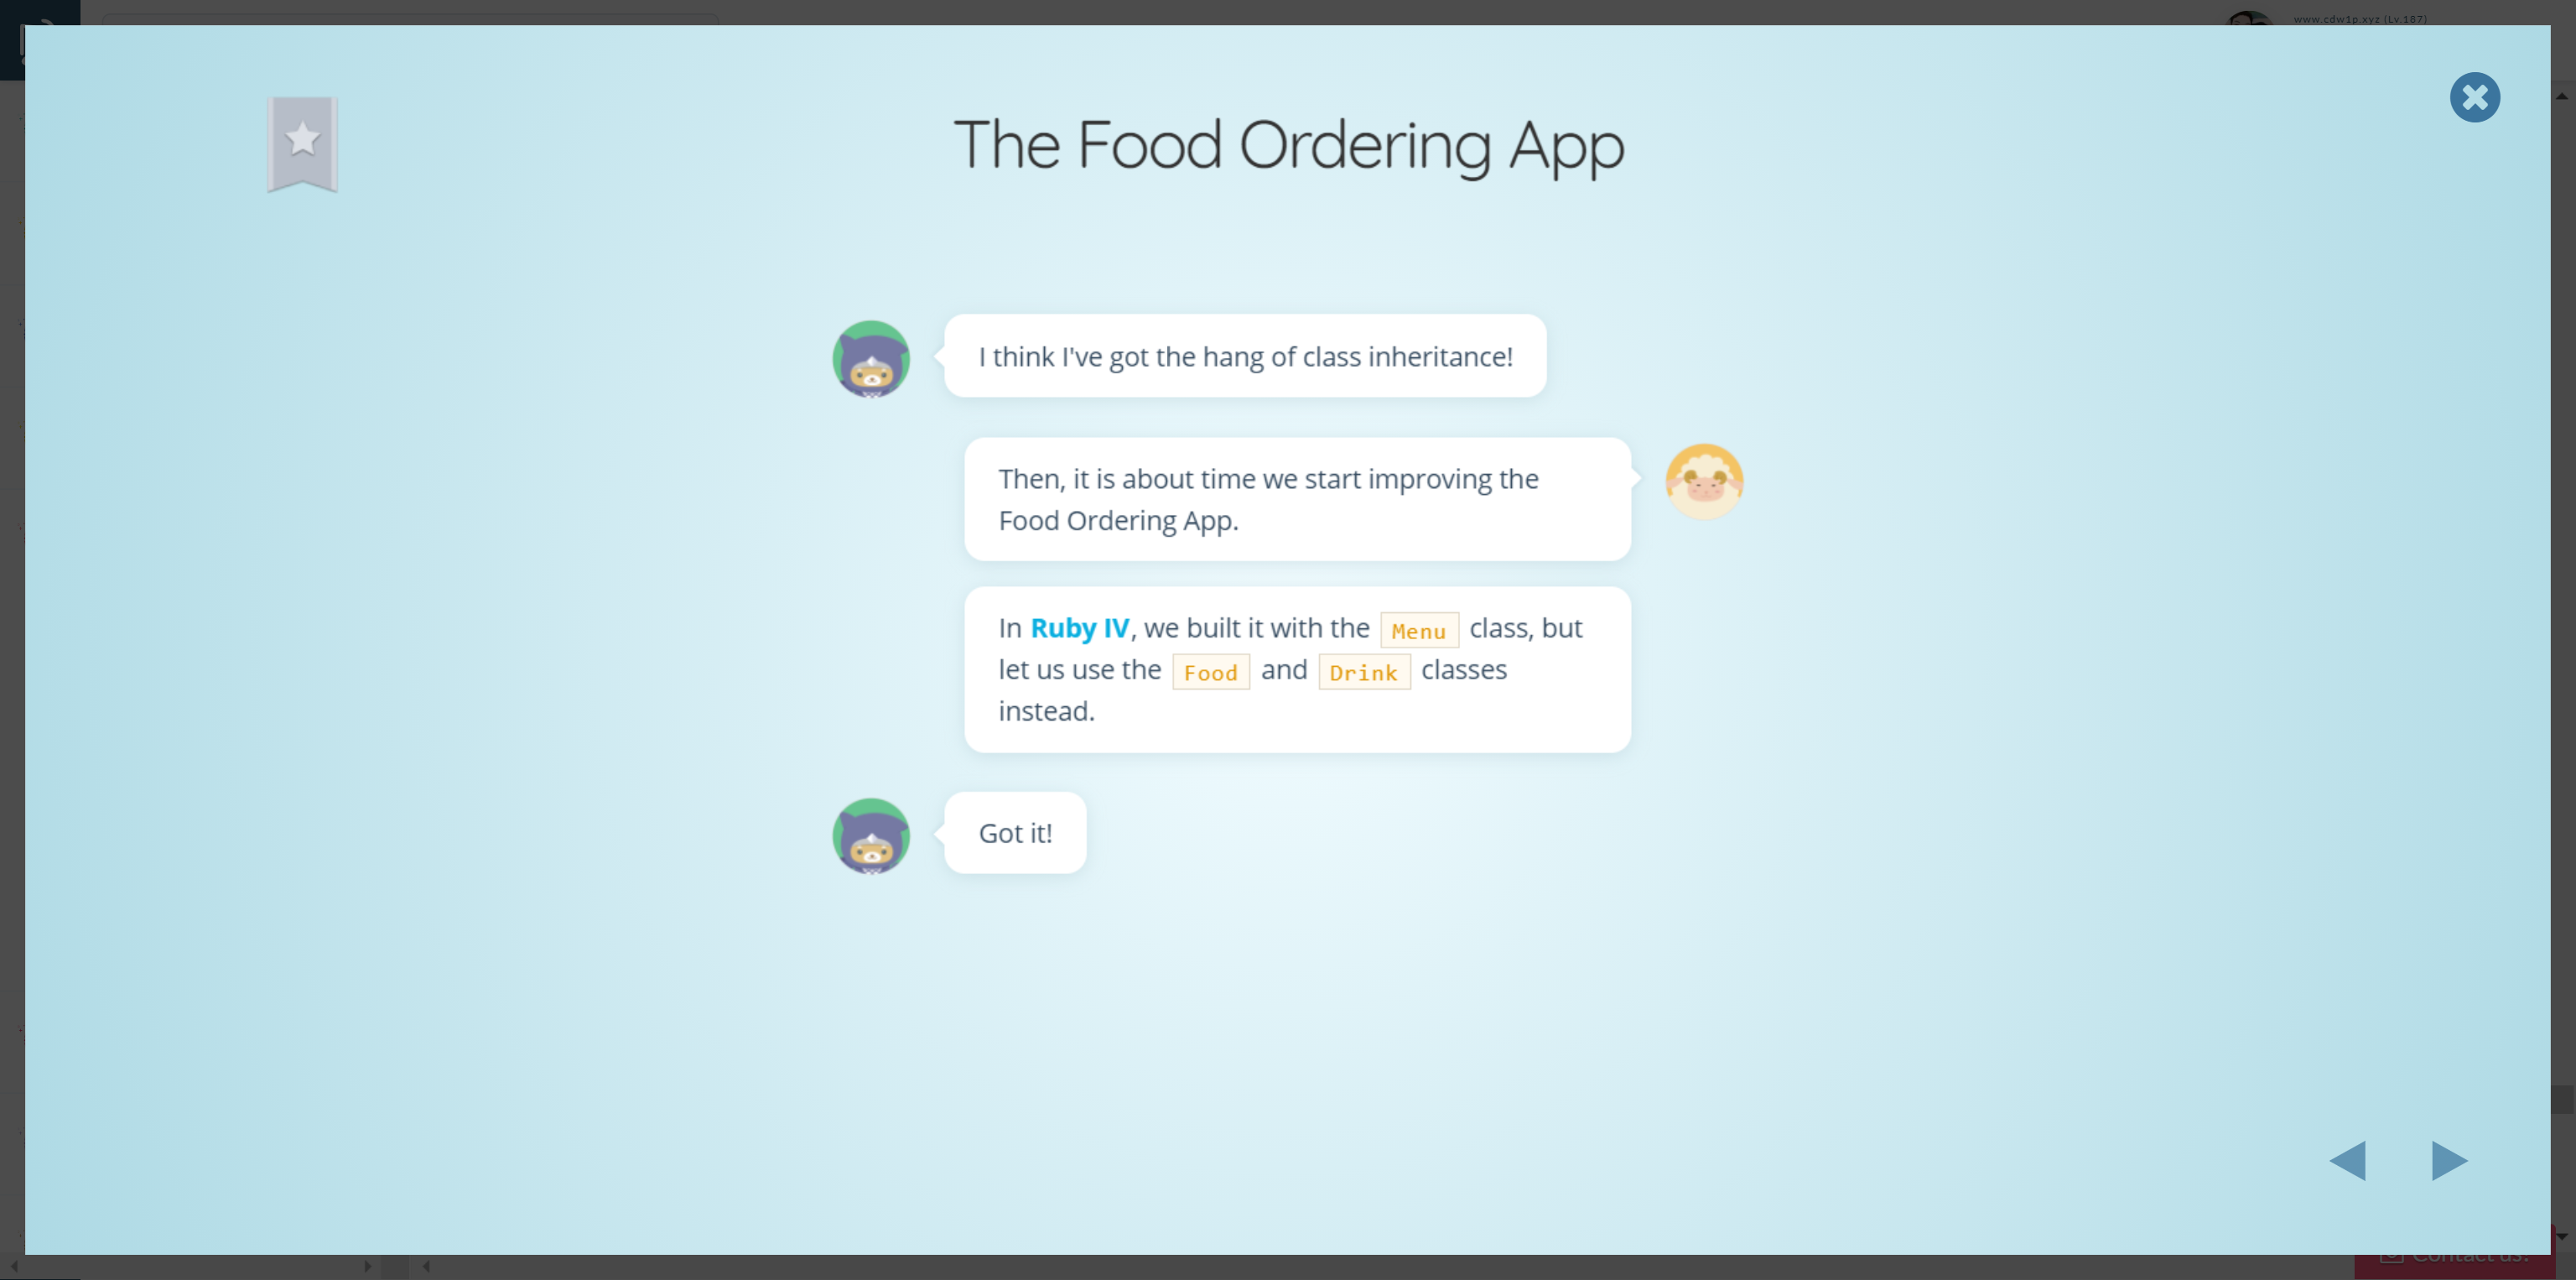 www.cdw1p.xyz (Lv.187)
The Food Ordering App
I think I've got the hang of class inheritance!
Then, it is about time we start improving the
Food Ordering App.
In Ruby IV, we built it with the Menu class, but
let us use the Food and Drink classes
instead.
Got it!
Contact us!